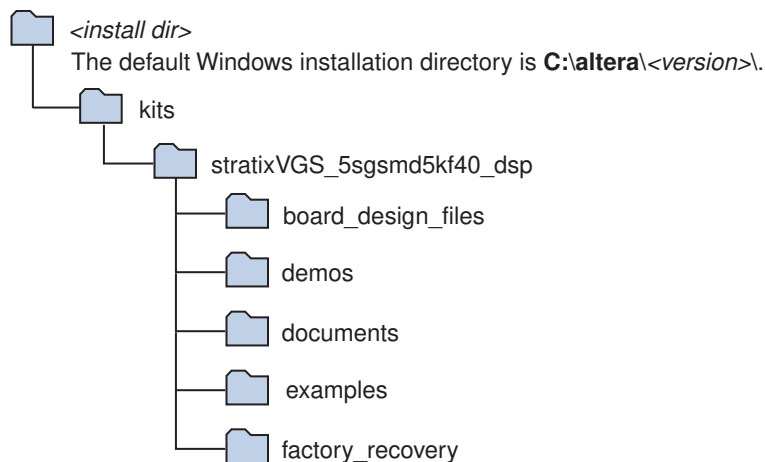 <install dir>
The default Windows installation directory is C:\altera\<version>\.
kits
stratixVGS_5sgsmd5kf40_dsp
board_design_files
demos
documents
examples
factory_recovery